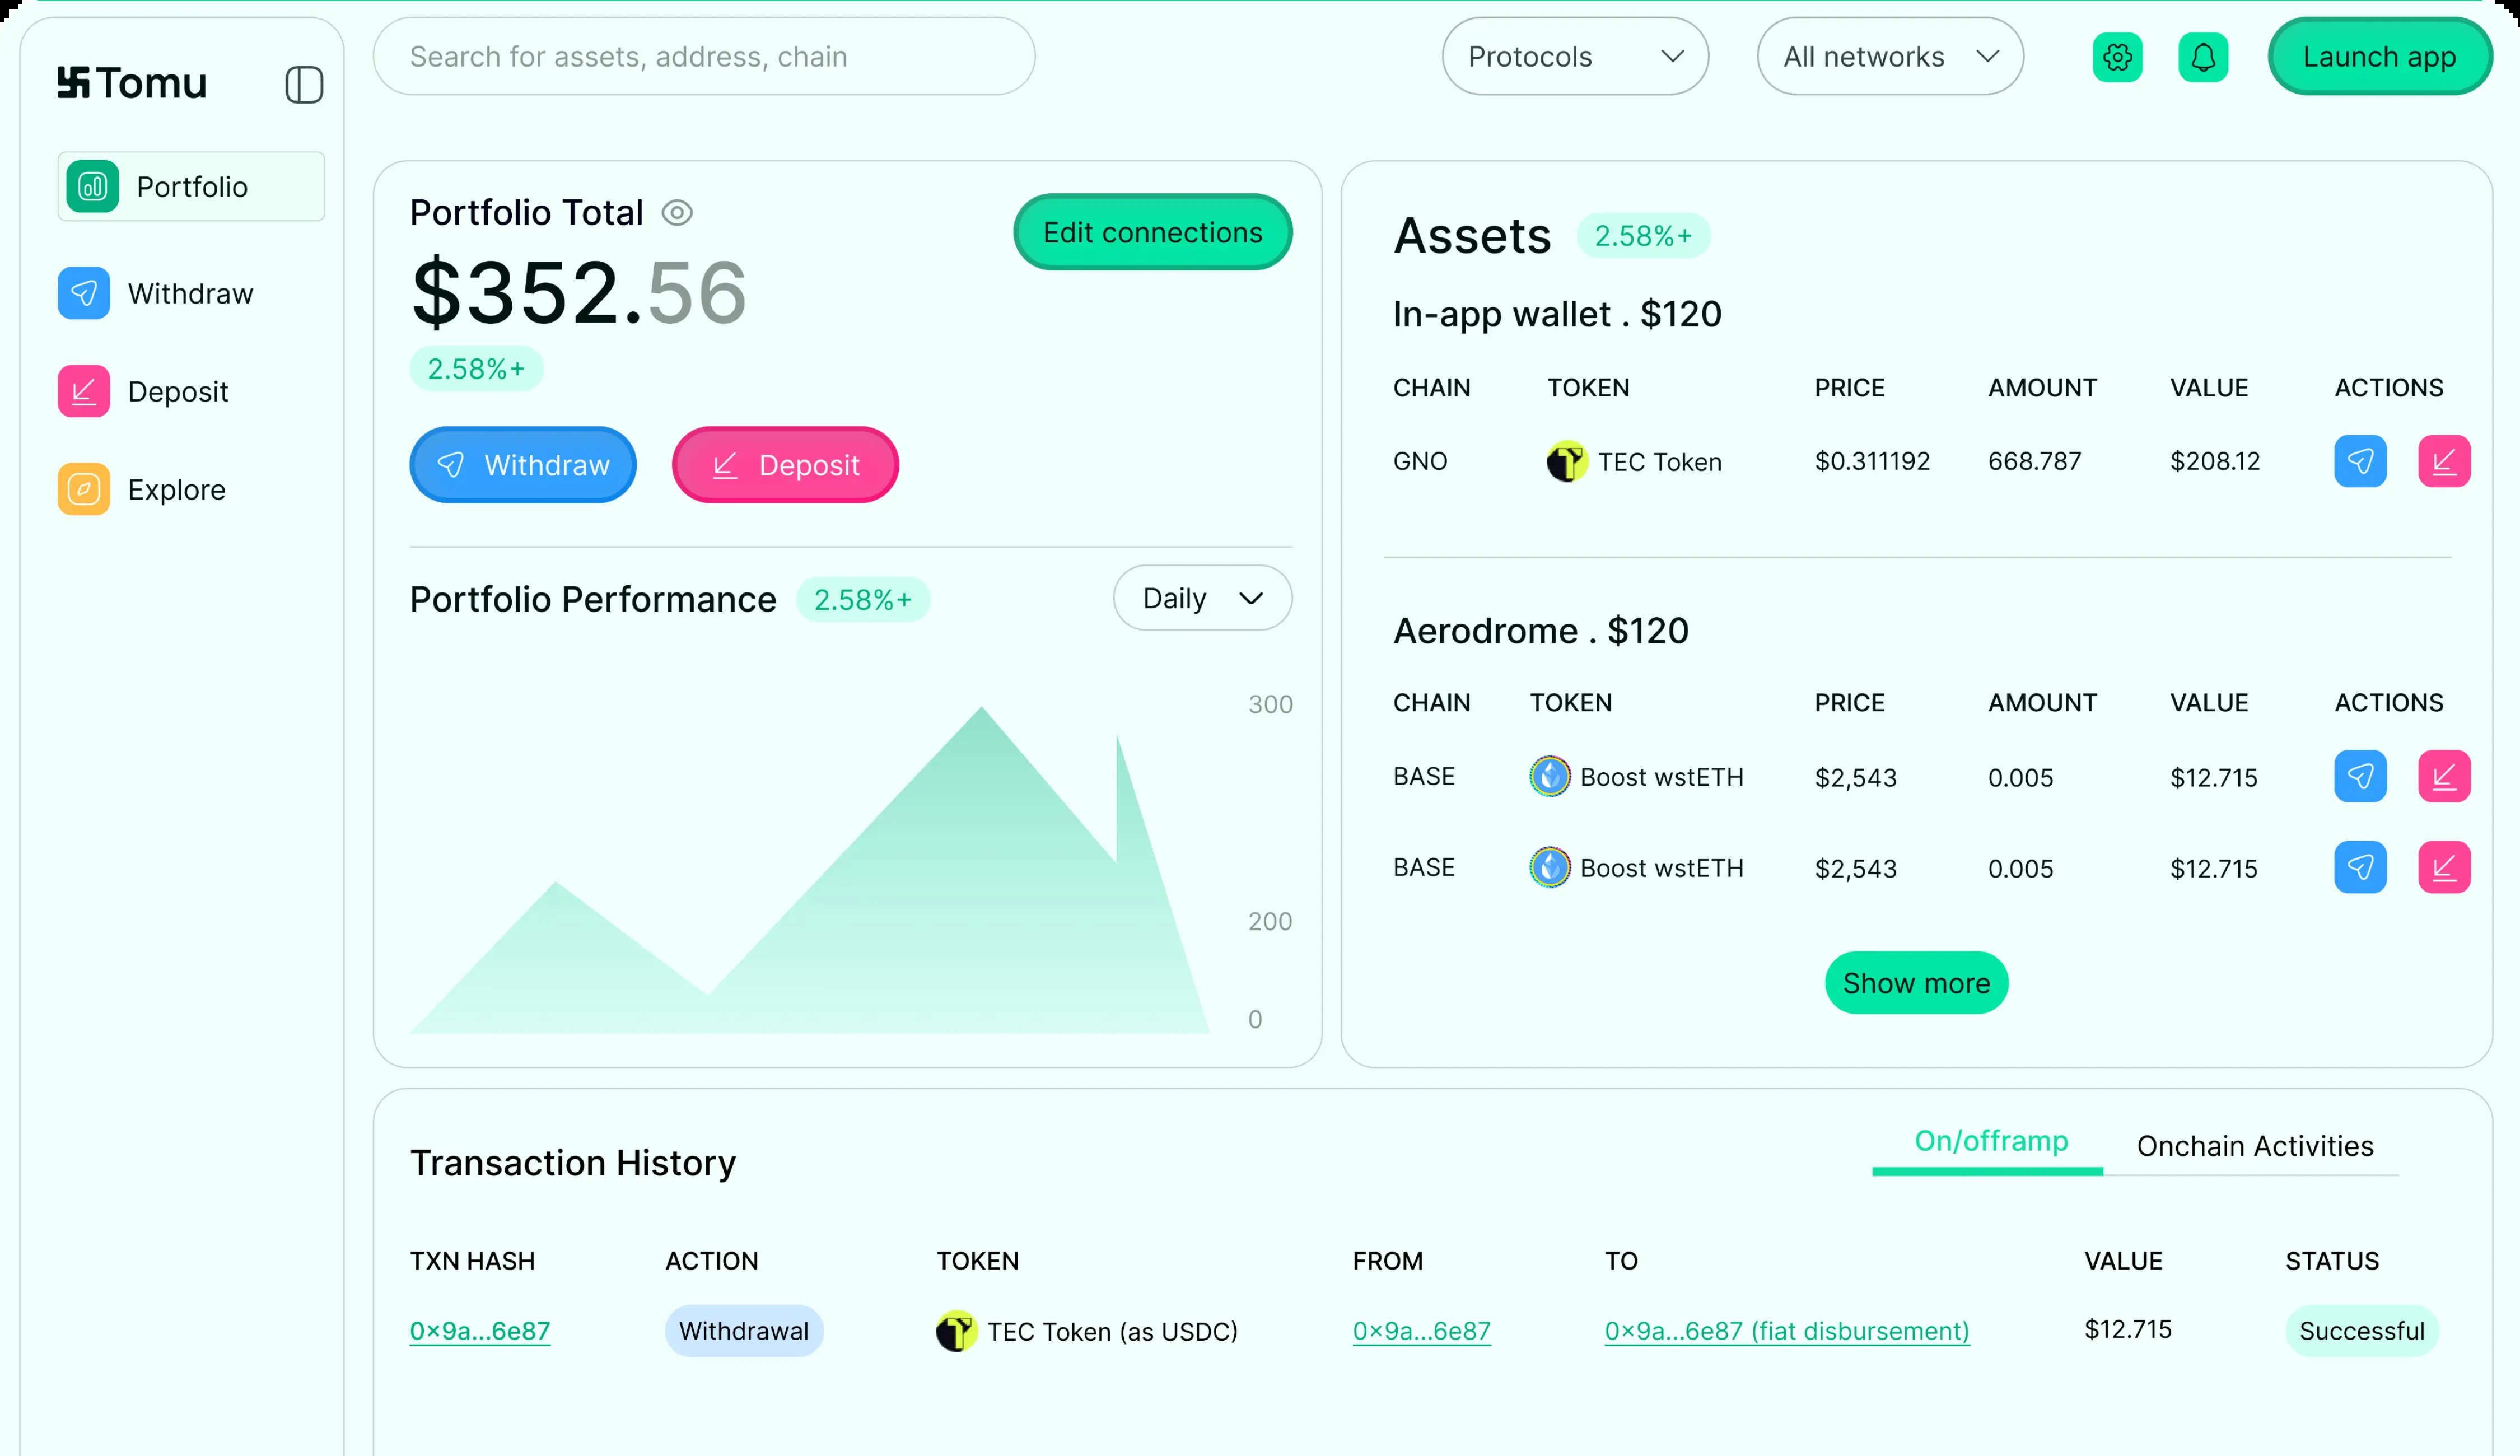 Tomu
Search for assets, address, chain
Protocols
All networks
Launch app
Portfolio
Withdraw
Deposit
Explore
Portfolio Total
Edit connections
$352.56
2.58%+
Withdraw
Deposit
Portfolio Performance 2.58%+
Daily
300
200
0
Assets 2.58%+
In-app wallet . $120
CHAIN TOKEN PRICE AMOUNT VALUE ACTIONS
GNO TEC Token $0.311192 668.787 $208.12
Aerodrome . $120
CHAIN TOKEN PRICE AMOUNT VALUE ACTIONS
BASE Boost wstETH $2,543 0.005 $12.715
BASE Boost wstETH $2,543 0.005 $12.715
Show more
Transaction History
On/offramp
Onchain Activities
TXN HASH ACTION TOKEN FROM TO VALUE STATUS
0×9a...6e87 Withdrawal TEC Token (as USDC) 0×9a...6e87 0×9a...6e87 (fiat disbursement) $12.715 Successful